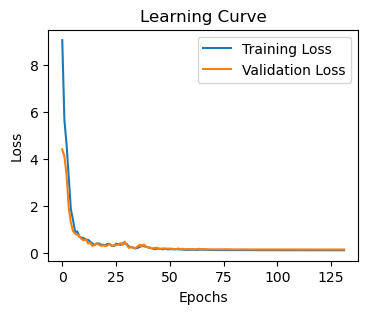 Learning Curve
Training Loss
Validation Loss
8
6
4
2
0
Loss
0 25 50 75 100 125
Epochs